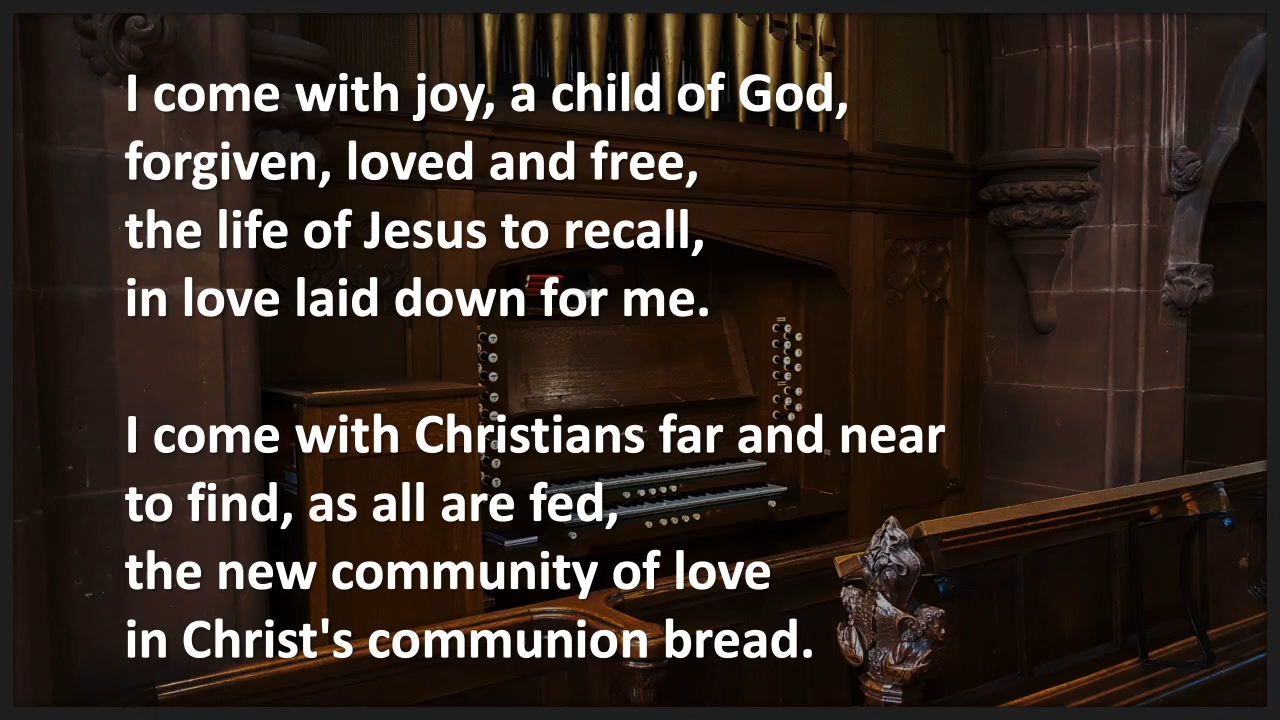 I come with joy, a child of God,
forgiven, loved and free,
the life of Jesus to recall,
in love laid down for me.

I come with Christians far and near
to find, as all are fed,
the new community of love
in Christ's communion bread.